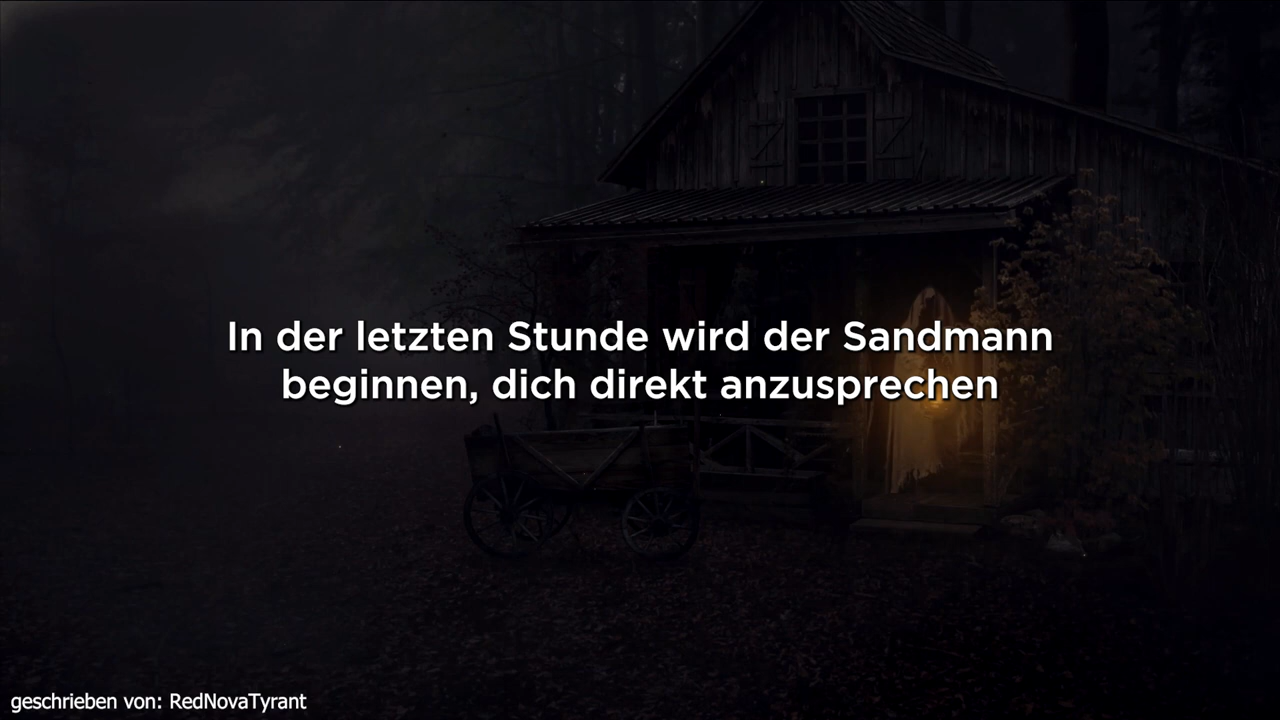 In der letzten Stunde wird der Sandmann
beginnen, dich direkt anzusprechen
geschrieben von: RedNovaTyrant